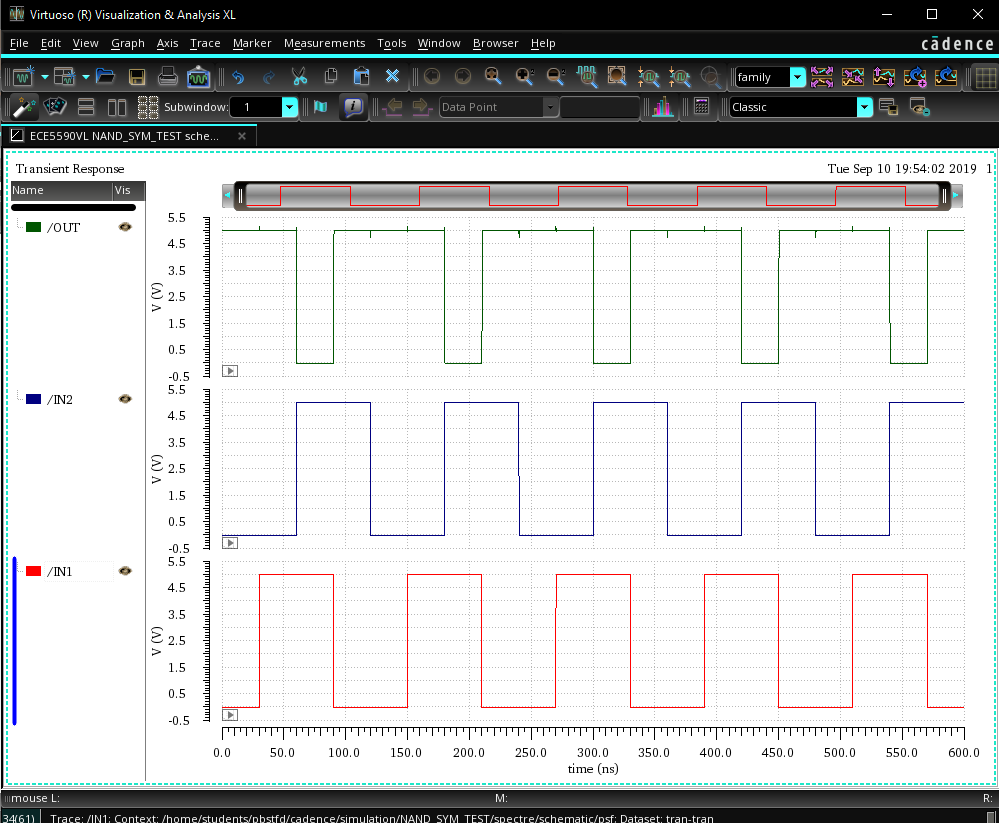 Virtuoso (R) Visualization & Analysis XL
File Edit View Graph Axis Trace Marker Measurements Tools Window Browser Help
cādence
family
Subwindow: 1 Data Point Classic
ECE5590VL NAND_SYM_TEST sche...
Transient Response
Tue Sep 10 19:54:02 2019 1
Name Vis
/OUT
V (V)
5.5
4.5
3.5
2.5
1.5
0.5
-0.5
/IN2
V (V)
5.5
4.5
3.5
2.5
1.5
0.5
-0.5
/IN1
V (V)
5.5
4.5
3.5
2.5
1.5
0.5
-0.5
0.0 50.0 100.0 150.0 200.0 250.0 300.0 350.0 400.0 450.0 500.0 550.0 600.0
time (ns)
mouse L: M: R:
34(61) Trace: /IN1; Context: /home/students/pbstfd/cadence/simulation/NAND_SYM_TEST/spectre/schematic/psf; Dataset: tran-tran